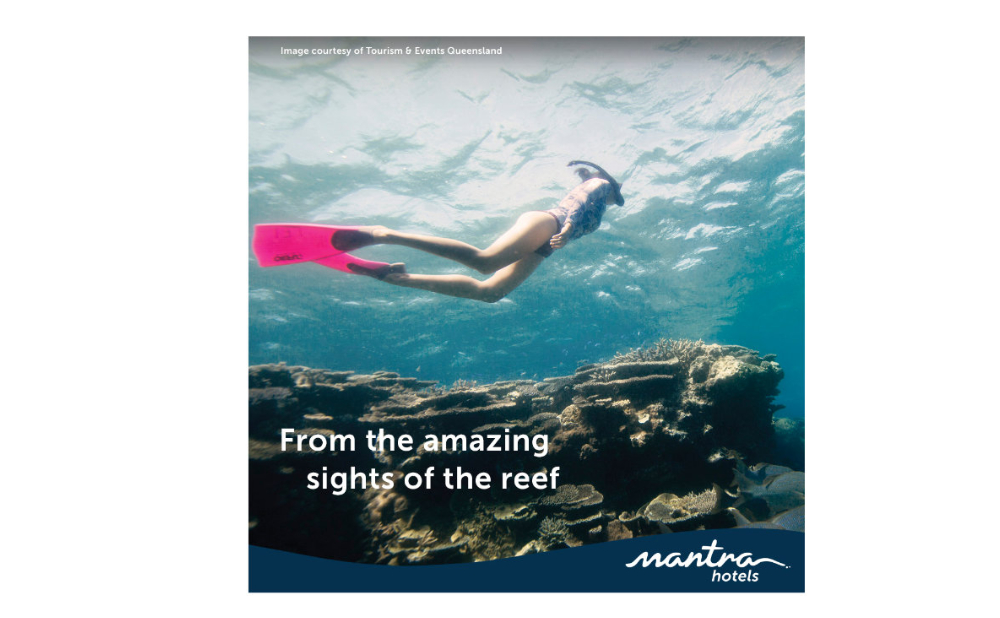 Image courtesy of Tourism & Events Queensland
From the amazing
sights of the reef
mantra
hotels